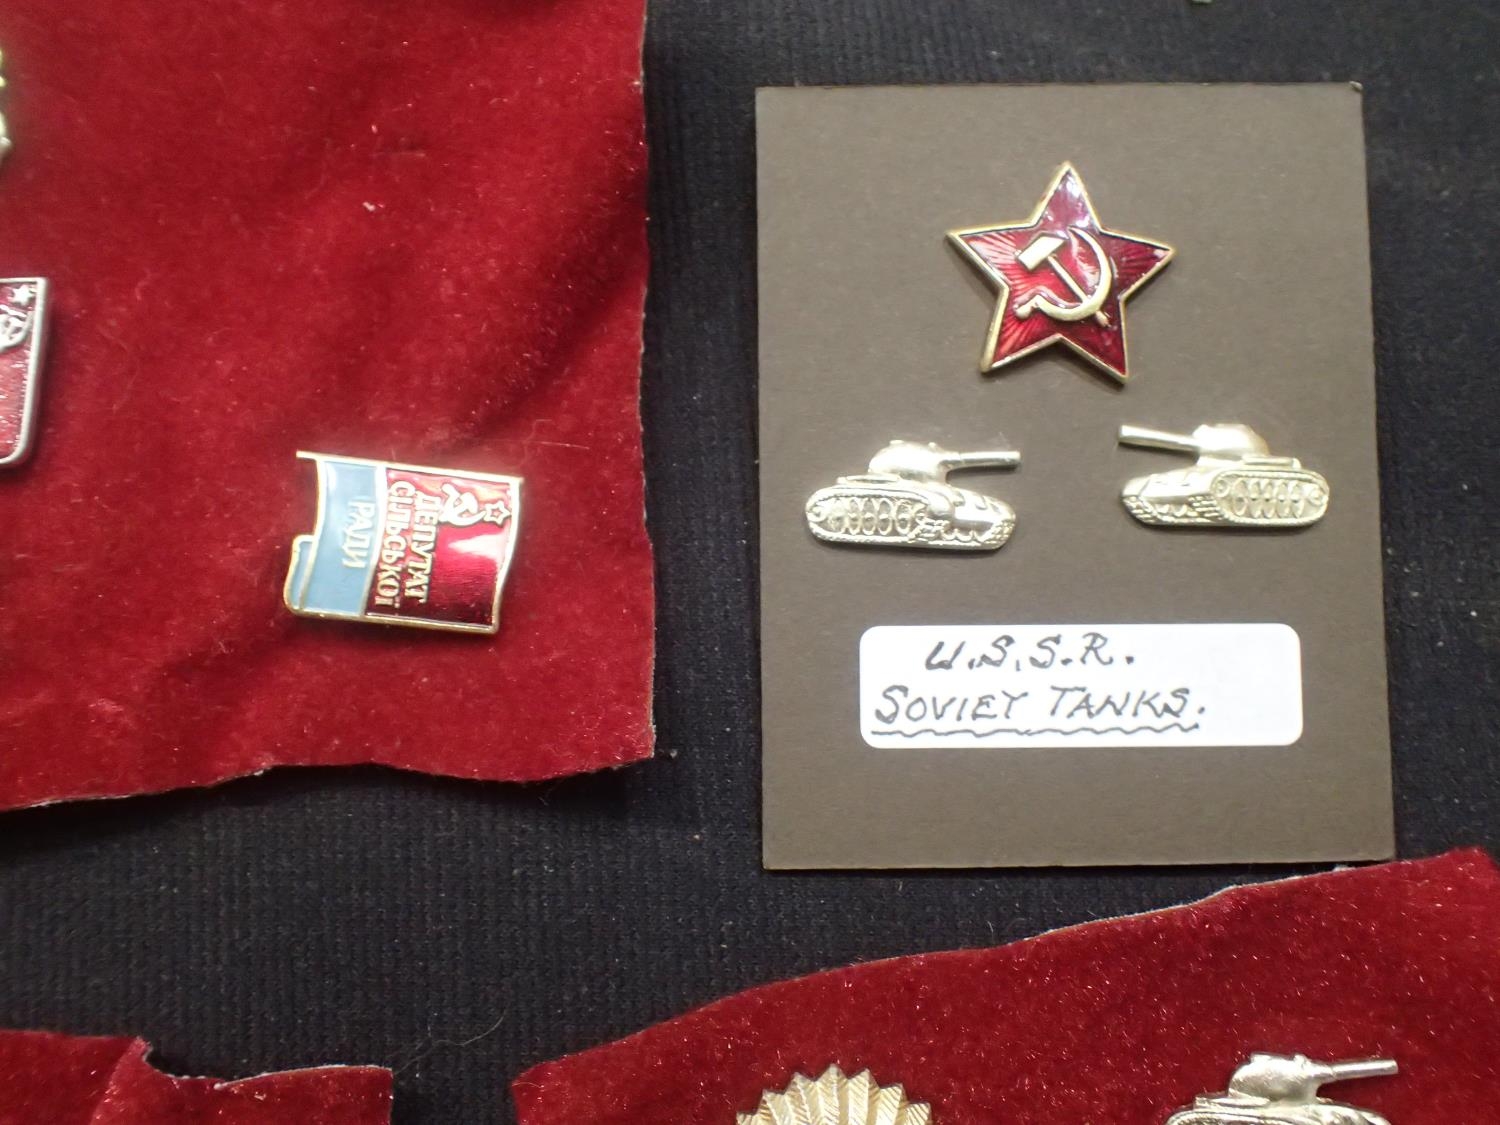 ДЕПУТАТ
СІЛЬСЬКОЇ
РАДИ
U.S.S.R.
SOVIET TANKS.